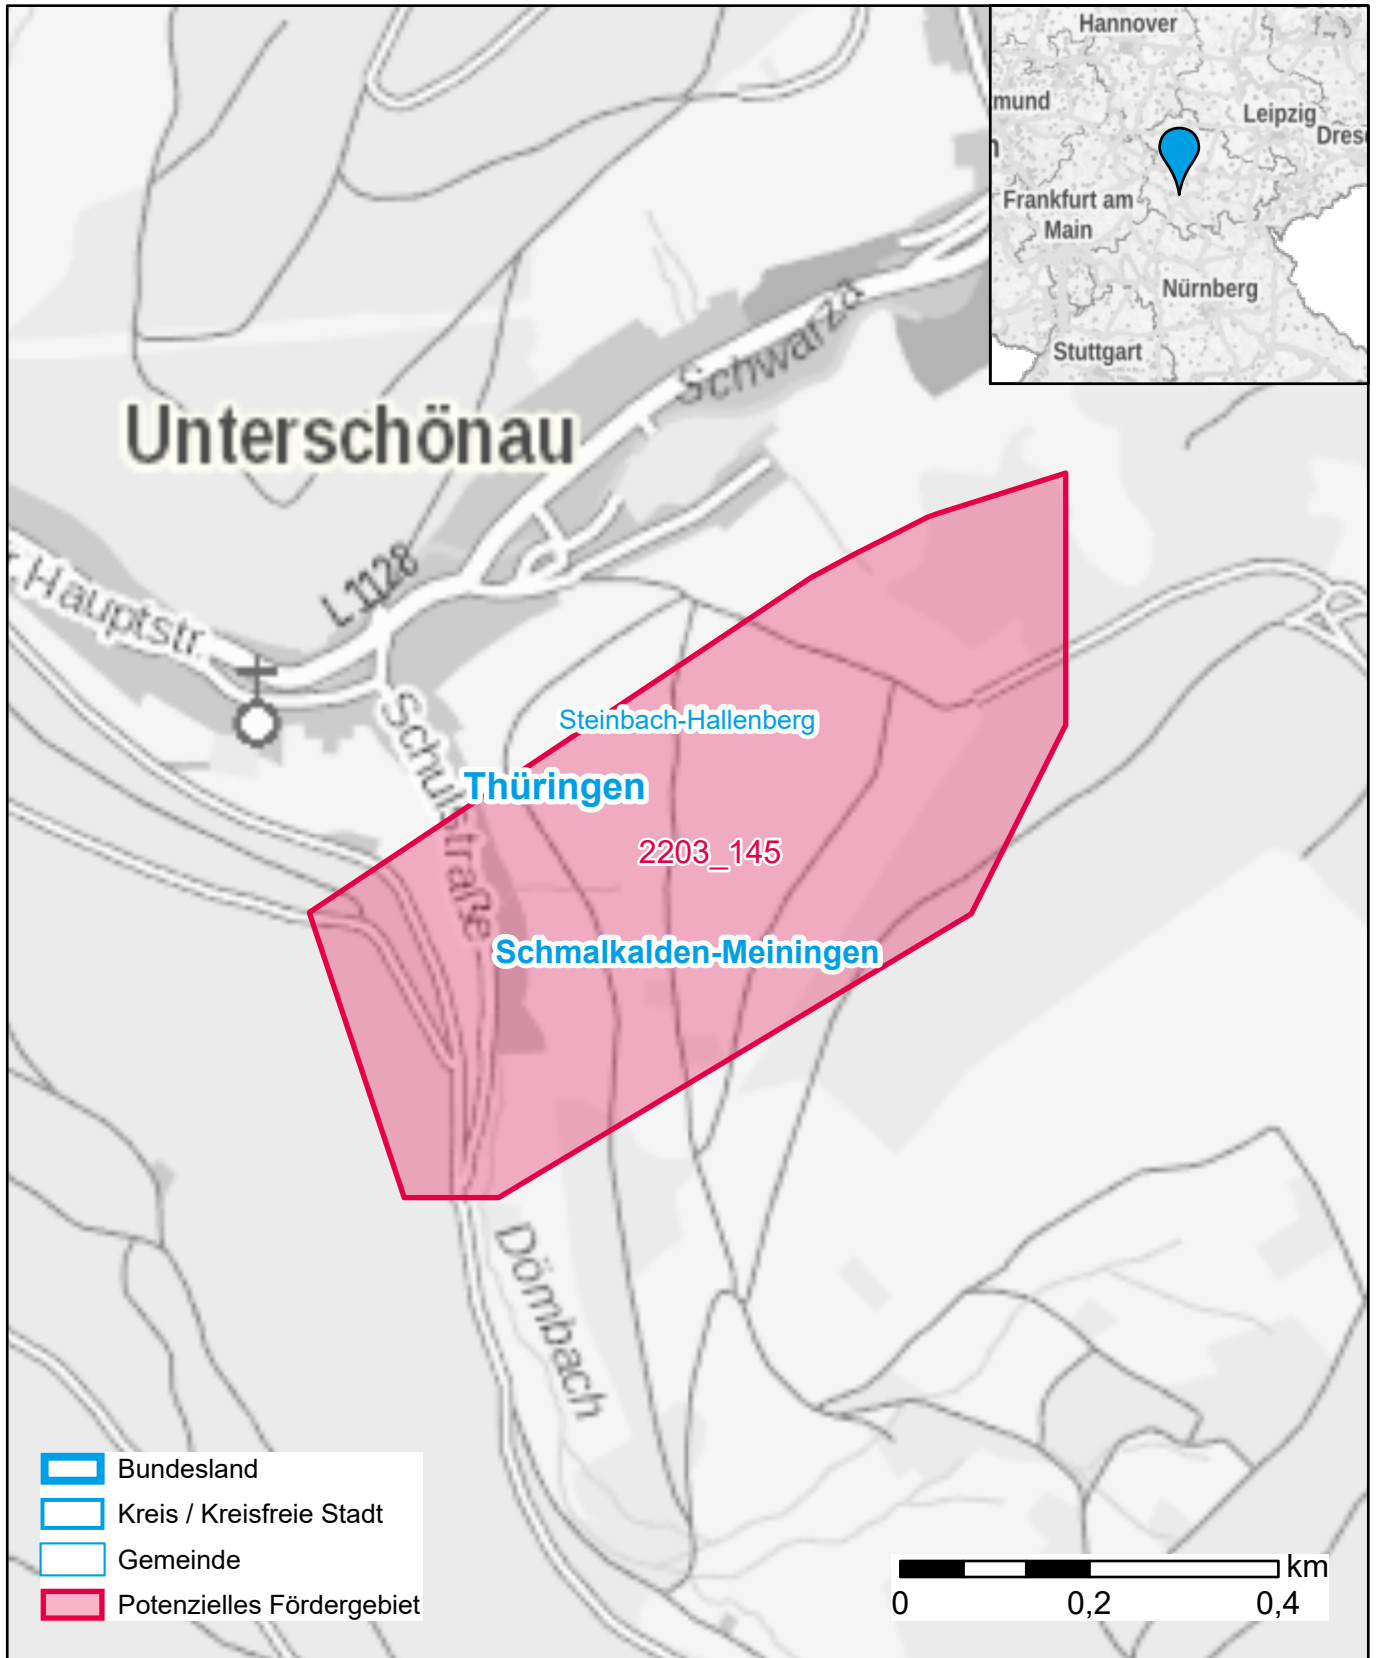 Hannover
mund
Leipzig
Dres
n
Frankfurt am
Main
Nürnberg
Stuttgart
Schwarza
Unterschönau
L 1128
r. Hauptstr.
Schulstraße
Steinbach-Hallenberg
Thüringen
2203_145
Schmalkalden-Meiningen
Dömbach
Bundesland
Kreis / Kreisfreie Stadt
Gemeinde
Potenzielles Fördergebiet
km
0 0,2 0,4